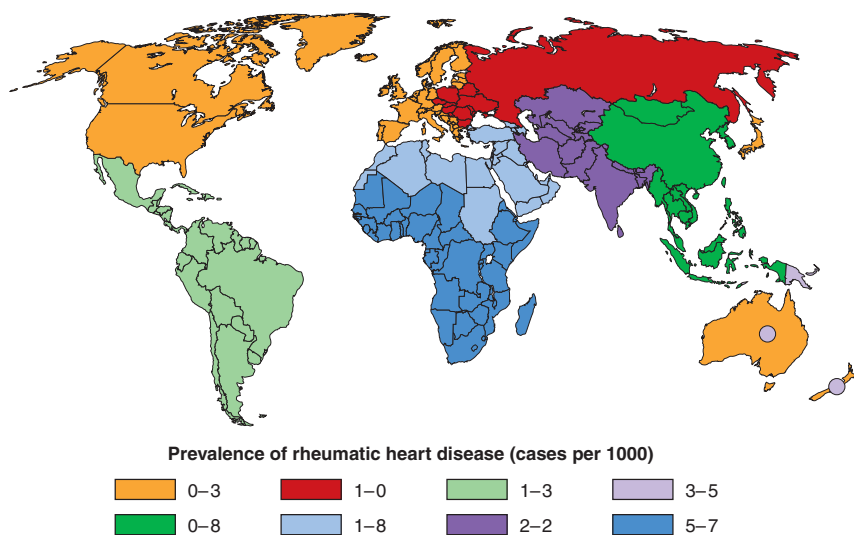 Prevalence of rheumatic heart disease (cases per 1000)
0–3 1–0 1–3 3–5
0–8 1–8 2–2 5–7